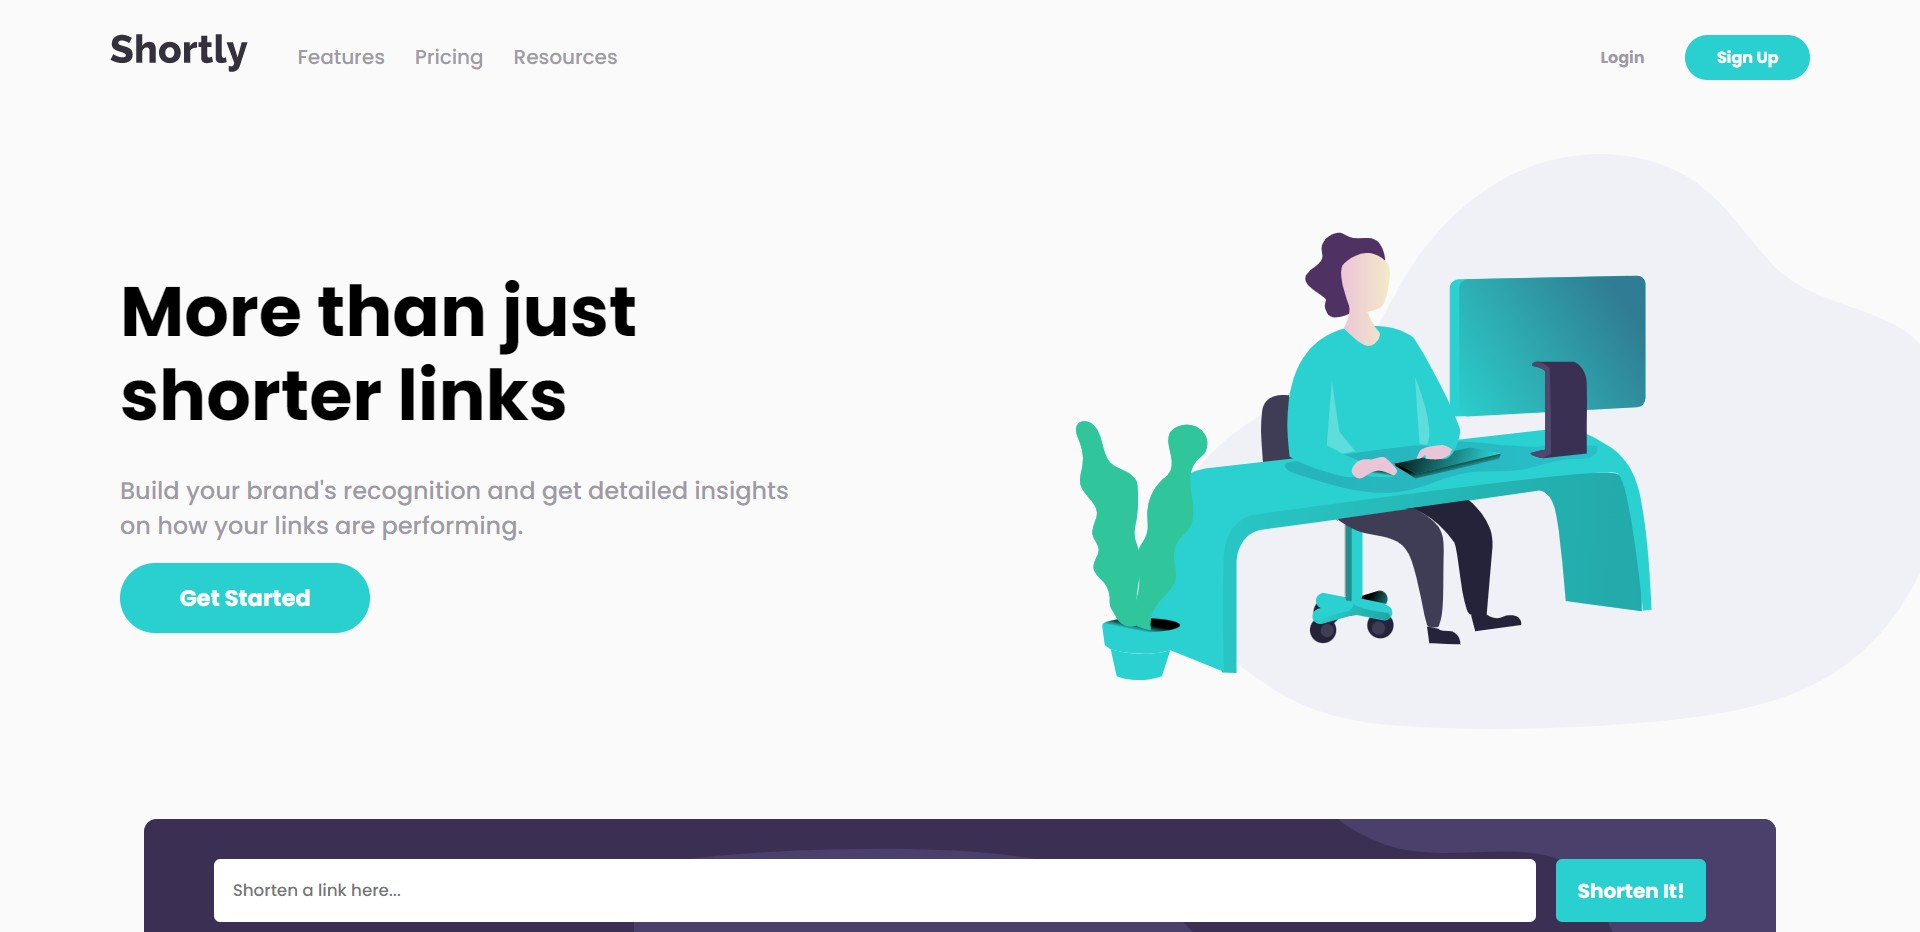 Shortly
Features Pricing Resources
Login
Sign Up
More than just
shorter links
Build your brand's recognition and get detailed insights
on how your links are performing.
Get Started
Shorten a link here...
Shorten It!